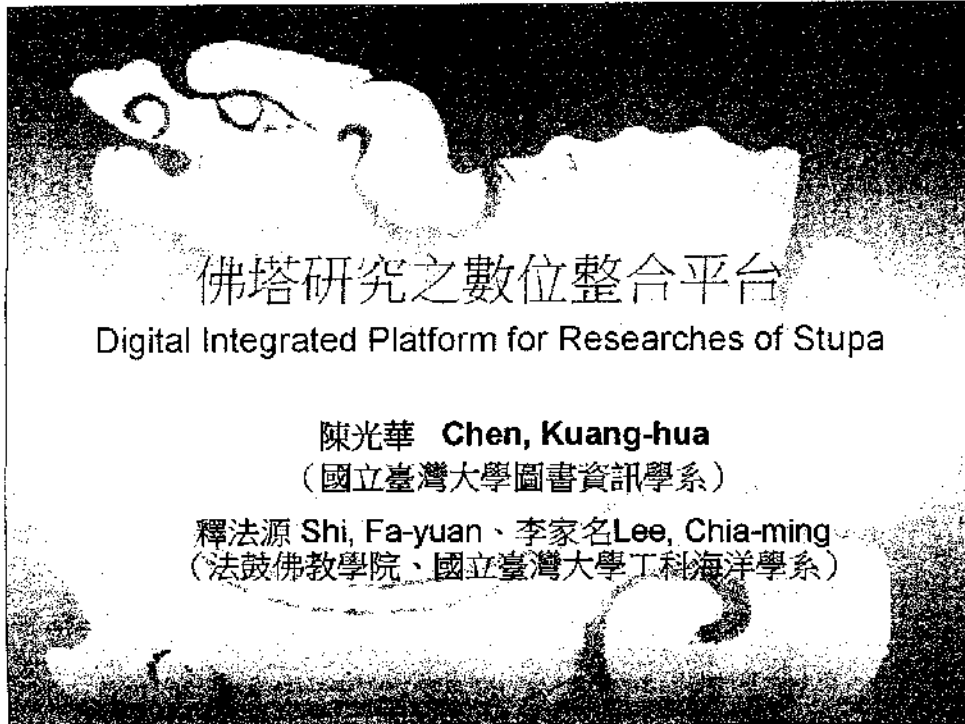 佛塔研究之數位整合平台
Digital Integrated Platform for Researches of Stupa
陳光華 Chen, Kuang-hua
（國立臺灣大學圖書資訊學系）
釋法源 Shi, Fa-yuan、李家名Lee, Chia-ming
（法鼓佛教學院、國立臺灣大學工科海洋學系）